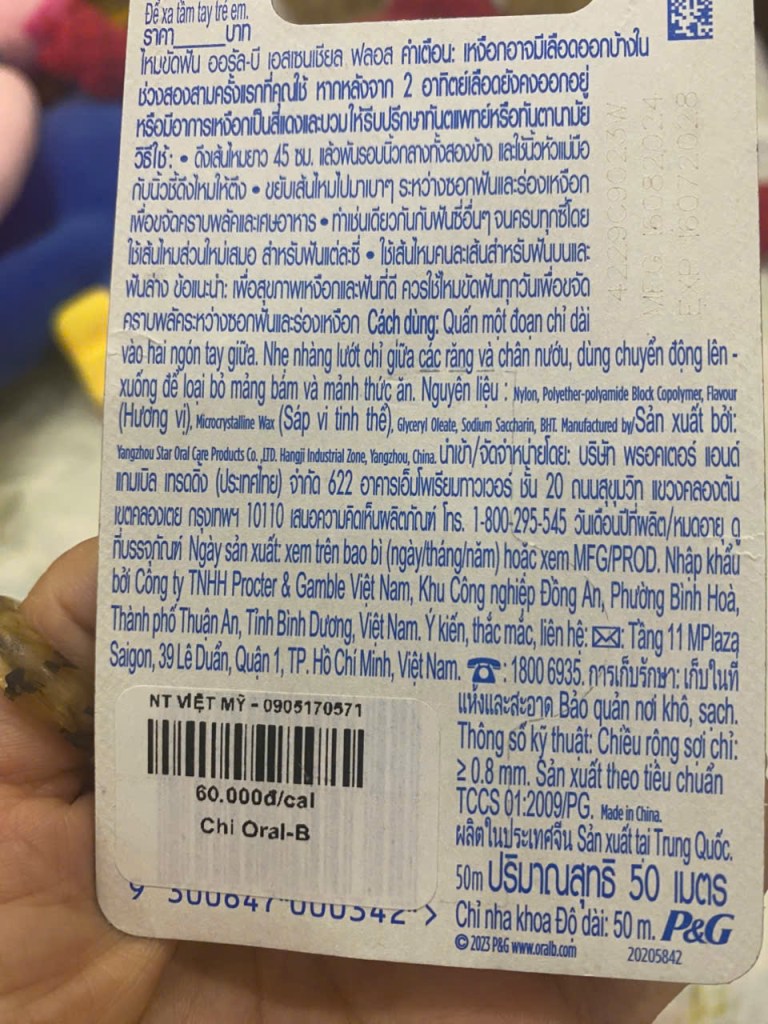 Để xa tầm tay trẻ em.
ราคา_____บาท
ไหมขัดฟัน ออรัล-บี เอสเซนเชียล ฟลอส คำเตือน: เหงือกอาจมีเลือดออกบ้างใน
ช่วงสองสามครั้งแรกที่คุณใช้ หากหลังจาก 2 อาทิตย์เลือดยังคงออกอยู่
หรือมีอาการเหงือกเป็นสีแดงและบวมให้รีบปรึกษาทันตแพทย์หรือทันตานามัย
วิธีใช้: • ดึงเส้นไหมยาว 45 ซม. แล้วพันรอบนิ้วกลางทั้งสองข้าง และใช้นิ้วหัวแม่มือ
กับนิ้วชี้ดึงไหมให้ตึง • ขยับเส้นไหมไปมาเบาๆ ระหว่างซอกฟันและร่องเหงือก
เพื่อขจัดคราบพลัคและเศษอาหาร • ทำเช่นเดียวกันกับฟันซี่อื่นๆ จนครบทุกซี่โดย
ใช้เส้นไหมส่วนใหม่เสมอ สำหรับฟันแต่ละซี่ • ใช้เส้นไหมคนละเส้นสำหรับฟันบนและ
ฟันล่าง ข้อแนะนำ: เพื่อสุขภาพเหงือกและฟันที่ดี ควรใช้ไหมขัดฟันทุกวันเพื่อขจัด
คราบพลัคระหว่างซอกฟันและร่องเหงือก Cách dùng: Quấn một đoạn chỉ dài
vào hai ngón tay giữa. Nhẹ nhàng lướt chỉ giữa các răng và chân nướu, dùng chuyển động lên -
xuống để loại bỏ mảng bám và mảnh thức ăn. Nguyên liệu : Nylon, Polyether-polyamide Block Copolymer, Flavour
(Hương vị), Microcrystalline Wax (Sáp vi tinh thể), Glyceryl Oleate, Sodium Saccharin, BHT. Manufactured by/Sản xuất bởi:
Yangzhou Star Oral Care Products Co. ,LTD. Hangji Industrial Zone, Yangzhou, China. นำเข้า/จัดจำหน่ายโดย: บริษัท พรอคเตอร์ แอนด์
แกมเบิล เทรดดิ้ง (ประเทศไทย) จำกัด 622 อาคารเอ็มโพเรียมทาวเวอร์ ชั้น 20 ถนนสุขุมวิท แขวงคลองตัน
เขตคลองเตย กรุงเทพฯ 10110 เสนอความคิดเห็นผลิตภัณฑ์ โทร. 1-800-295-545 วันเดือนปีที่ผลิต/หมดอายุ ดู
ที่บรรจุภัณฑ์ Ngày sản xuất: xem trên bao bì (ngày/tháng/năm) hoặc xem MFG/PROD. Nhập khẩu
bởi Công ty TNHH Procter & Gamble Việt Nam, Khu Công nghiệp Đồng An, Phường Bình Hoà,
Thành phố Thuận An, Tỉnh Bình Dương, Việt Nam. Ý kiến, thắc mắc, liên hệ: ✉: Tầng 11 MPlaza
Saigon, 39 Lê Duẩn, Quận 1, TP. Hồ Chí Minh, Việt Nam. ☎: 1800 6935. การเก็บรักษา: เก็บในที่
แห้งและสะอาด Bảo quản nơi khô, sạch.
Thông số kỹ thuật: Chiều rộng sợi chỉ:
≥ 0.8 mm. Sản xuất theo tiêu chuẩn
TCCS 01:2009/PG. Made in China.
ผลิตในประเทศจีน Sản xuất tại Trung Quốc.
50m ปริมาณสุทธิ 50 เมตร
Chỉ nha khoa Độ dài: 50 m. P&G
© 2023 P&G www.oralb.com 20205842
NT VIỆT MỸ - 0905170571
60.000đ/cal
Chi Oral-B
9 300647 000342 >
MFG 16082024
EXP 16072028